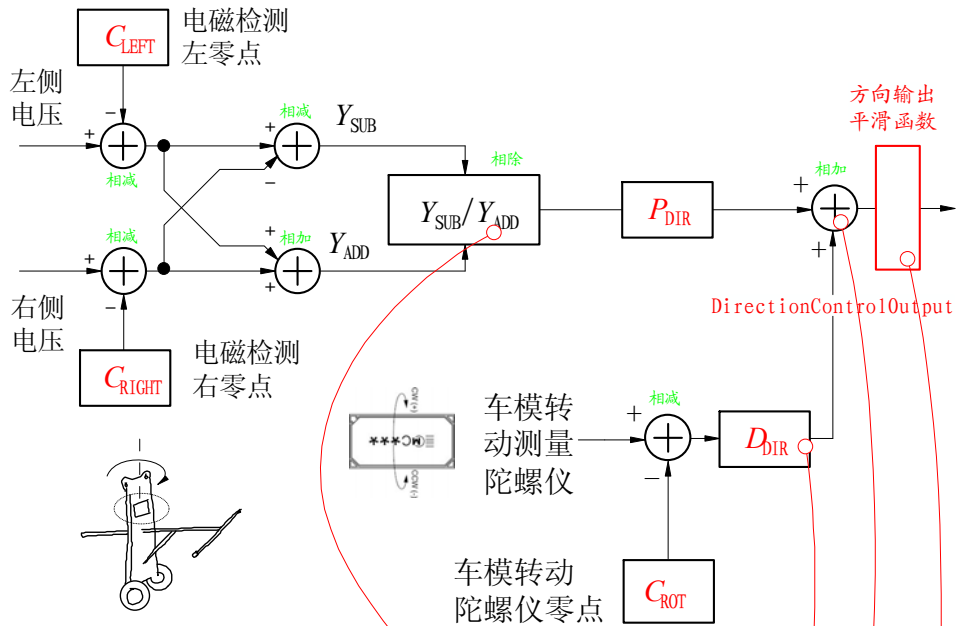 C_LEFT
电磁检测
左零点
左侧
电压
−
+
相减
相减
+
−
Y_SUB
相除
Y_SUB/Y_ADD
P_DIR
方向输出
平滑函数
相加
+
+
相减
+
−
相加
+
+
Y_ADD
右侧
电压
C_RIGHT
电磁检测
右零点
DirectionControlOutput
CW(+)
CCW(-)
车模转
动测量
陀螺仪
相减
+
−
D_DIR
车模转动
陀螺仪零点
C_ROT